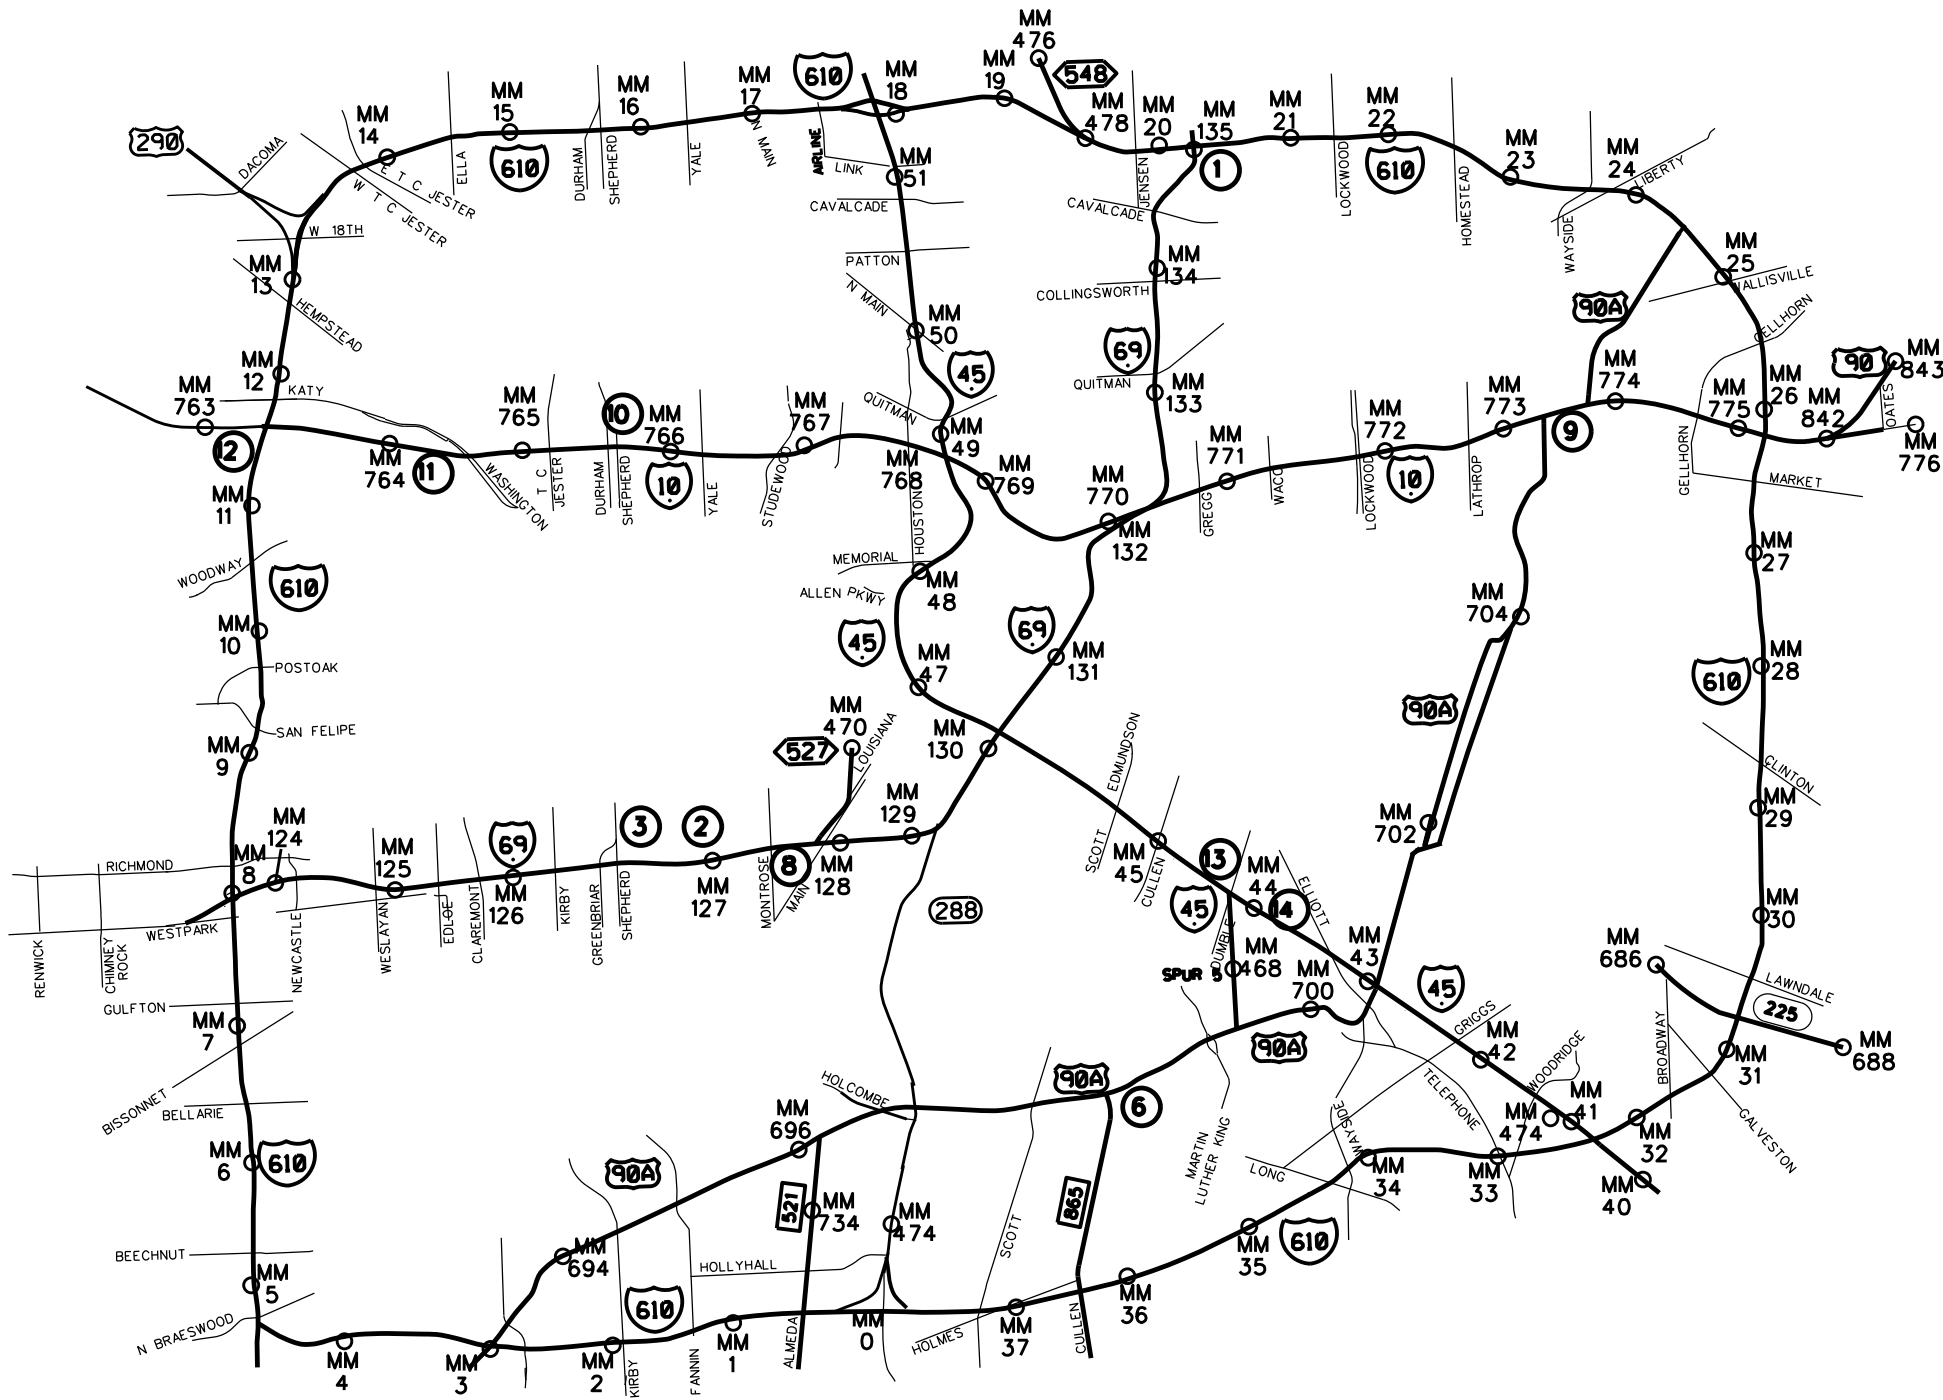 MM
476
548
MM
19
MM
478
MM
20
MM
135
1
MM
21
MM
22
MM
23
MM
24
MM
18
610
MM
17
MM
16
MM
15
MM
14
290
DACOMA
ELLA
610
DURHAM
SHEPHERD
YALE
N MAIN
AIRLINE
LINK
MM
51
JENSEN
LOCKWOOD
610
HOMESTEAD
WAYSIDE
LIBERTY
E T C JESTER
W T C JESTER
W 18TH
CAVALCADE
CAVALCADE
MM
13
HEMPSTEAD
PATTON
N MAIN
MM
134
COLLINGSWORTH
MM
25
WALLISVILLE
90A
GELLHORN
MM
50
69
45
MM
12
KATY
QUITMAN
QUITMAN
MM
133
MM
763
12
MM
764
11
WASHINGTON
MM
765
T C
JESTER
10
DURHAM
SHEPHERD
MM
766
10
YALE
STUDEWOOD
MM
767
MM
768
HOUSTON
MM
49
MM
769
MM
770
MM
132
GREGG
MM
771
WACO
LOCKWOOD
MM
772
10
LATHROP
MM
773
9
MM
774
GELLHORN
MM
775
MM
26
MM
842
90
MM
843
OATES
MM
776
MARKET
MM
11
WOODWAY
610
MEMORIAL
ALLEN PKWY
MM
48
MM
27
MM
10
POSTOAK
SAN FELIPE
45
MM
47
69
MM
131
MM
704
90A
610
MM
28
MM
9
527
MM
470
LOUISIANA
MM
130
EDMUNDSON
SCOTT
CLINTON
MM
29
MM
702
RICHMOND
MM
8
MM
124
MM
125
69
MM
126
3
2
MM
127
8
MM
128
MM
129
RENWICK
CHIMNEY
ROCK
WESTPARK
NEWCASTLE
WESLAYAN
EDLOE
CLAREMONT
KIRBY
GREENBRIAR
SHEPHERD
MONTROSE
MAIN
288
MM
45
CULLEN
13
45
MM
44
14
ELLIOTT
DUMBLE
MM
468
SPUR 5
MM
700
MM
43
45
MM
30
MM
686
LAWNDALE
225
MM
688
GULFTON
MM
7
BISSONNET
BELLARIE
90A
GRIGGS
MM
42
WOODRIDGE
BROADWAY
MM
31
HOLCOMBE
MM
696
90A
6
TELEPHONE
WAYSIDE
MM
474
MM
41
MM
32
GALVESTON
MM
6
610
90A
521
MM
734
MM
474
SCOTT
865
MARTIN
LUTHER KING
LONG
MM
34
MM
33
MM
40
BEECHNUT
MM
694
HOLLYHALL
MM
35
610
MM
5
N BRAESWOOD
MM
4
MM
3
MM
2
KIRBY
610
FANNIN
MM
1
ALMEDA
MM
0
HOLMES
MM
37
CULLEN
MM
36